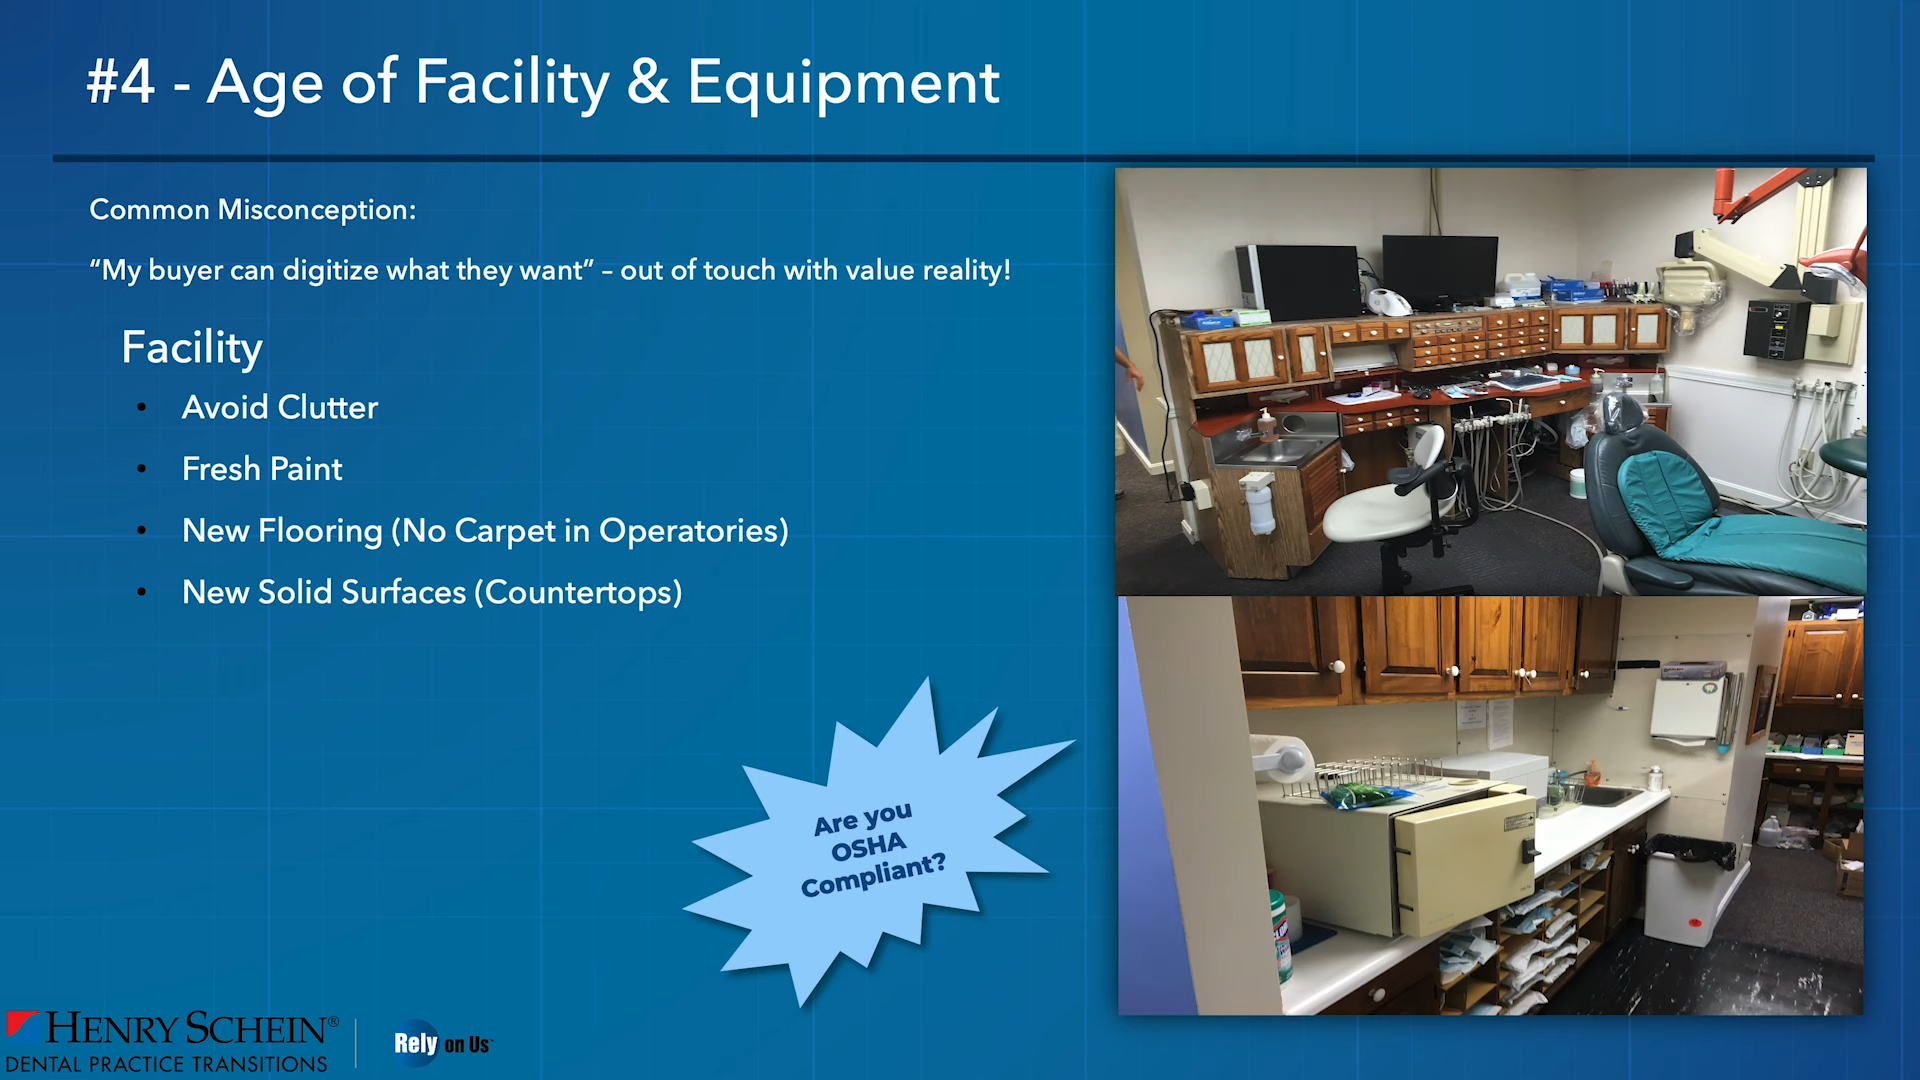 #4 - Age of Facility & Equipment
Common Misconception:
“My buyer can digitize what they want” – out of touch with value reality!
Facility
• Avoid Clutter
• Fresh Paint
• New Flooring (No Carpet in Operatories)
• New Solid Surfaces (Countertops)
Are you
OSHA
Compliant?
HENRY SCHEIN®
DENTAL PRACTICE TRANSITIONS
Rely on Us™